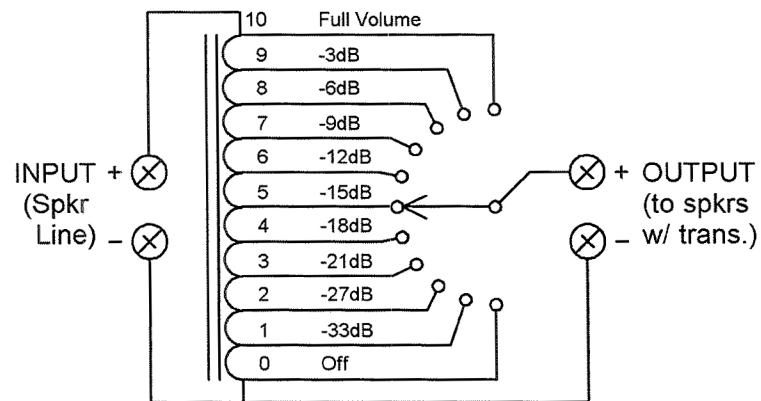 10 Full Volume
9 -3dB
8 -6dB
7 -9dB
6 -12dB
5 -15dB
4 -18dB
3 -21dB
2 -27dB
1 -33dB
0 Off
INPUT +
(Spkr
Line) –
+ OUTPUT
(to spkrs
– w/ trans.)